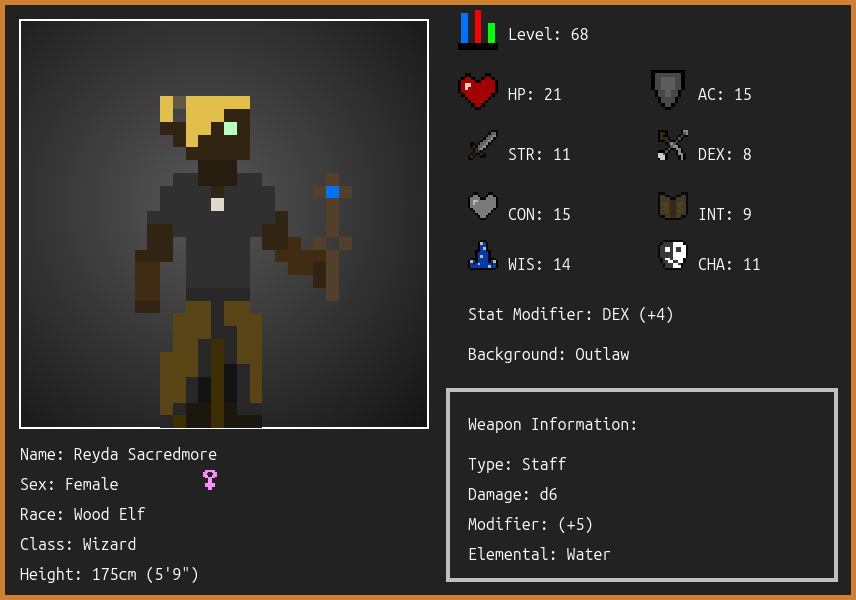 Level: 68
HP: 21
AC: 15
STR: 11
DEX: 8
CON: 15
INT: 9
WIS: 14
CHA: 11
Stat Modifier: DEX (+4)
Background: Outlaw
Weapon Information:
Type: Staff
Damage: d6
Modifier: (+5)
Elemental: Water
Name: Reyda Sacredmore
Sex: Female
Race: Wood Elf
Class: Wizard
Height: 175cm (5'9")